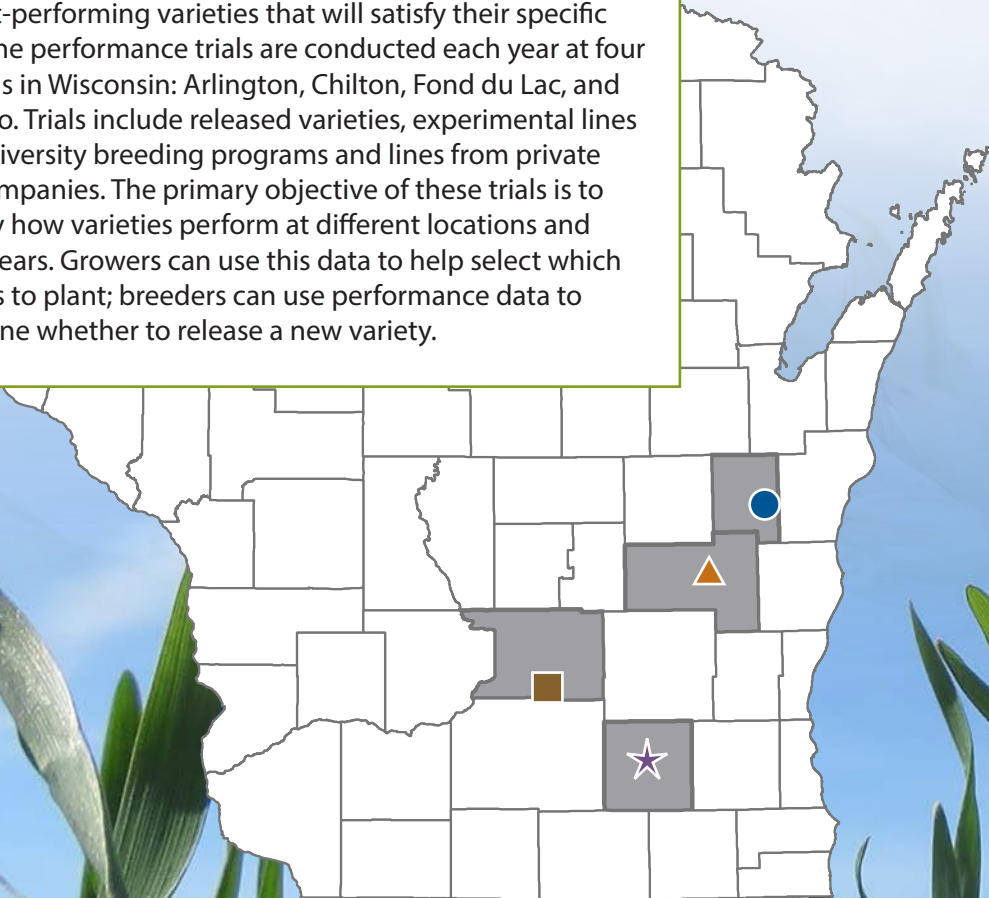 -performing varieties that will satisfy their specific
ne performance trials are conducted each year at four
s in Wisconsin: Arlington, Chilton, Fond du Lac, and
o. Trials include released varieties, experimental lines
iversity breeding programs and lines from private
mpanies. The primary objective of these trials is to
y how varieties perform at different locations and
ears. Growers can use this data to help select which
s to plant; breeders can use performance data to
ne whether to release a new variety.